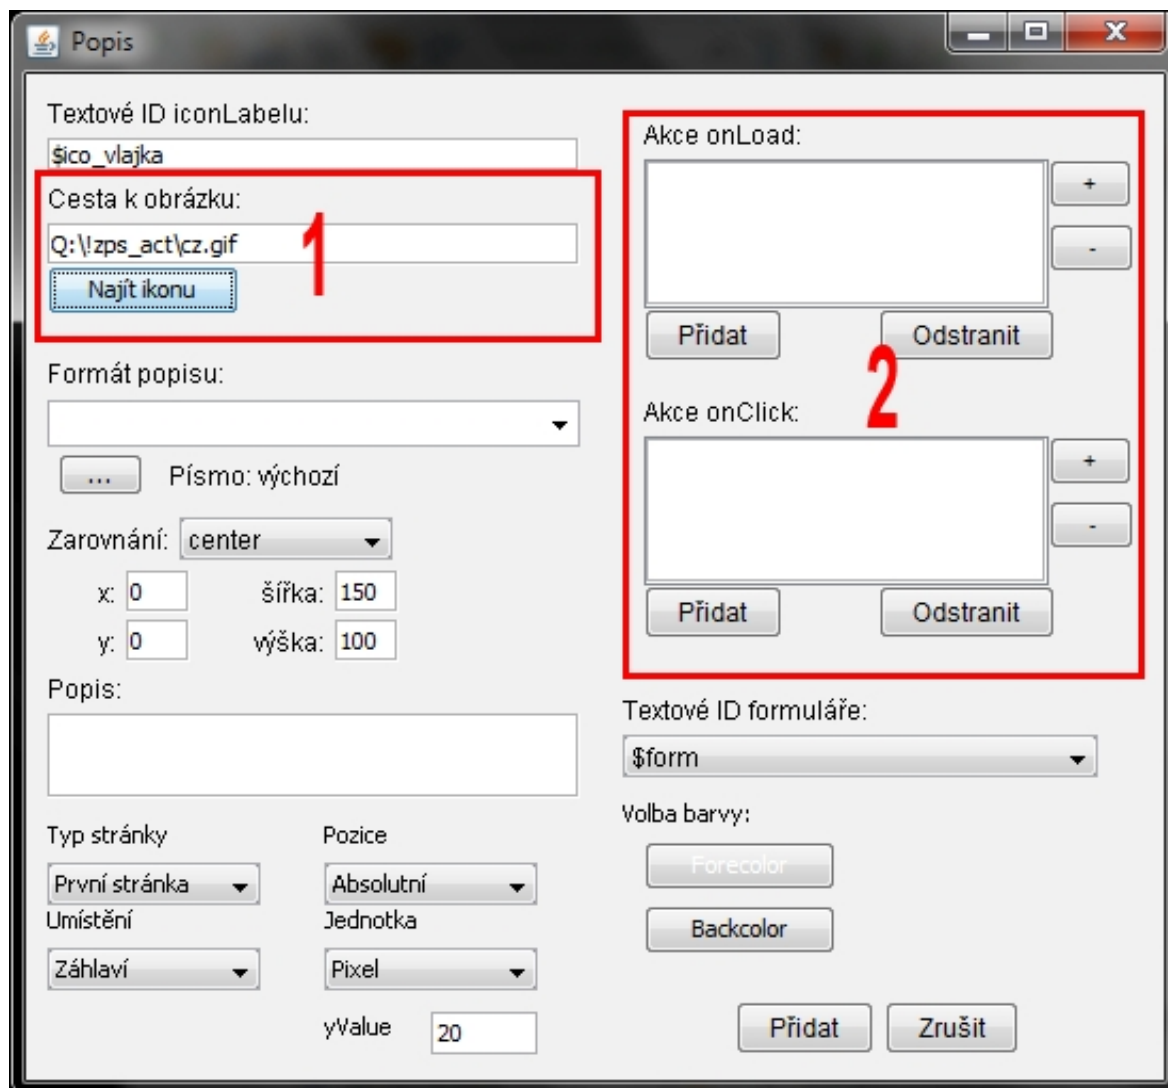 Popis
Textové ID iconLabelu:
$ico_vlajka
Cesta k obrázku:
1
Q:\!zps_act\cz.gif
Najít ikonu
Formát popisu:
... Písmo: výchozí
Zarovnání: center
x: 0 šířka: 150
y: 0 výška: 100
Popis:
Typ stránky Pozice
První stránka Absolutní
Umístění Jednotka
Záhlaví Pixel
yValue 20
Akce onLoad:
+
-
Přidat Odstranit
2
Akce onClick:
+
-
Přidat Odstranit
Textové ID formuláře:
$form
Volba barvy:
Forecolor
Backcolor
Přidat Zrušit